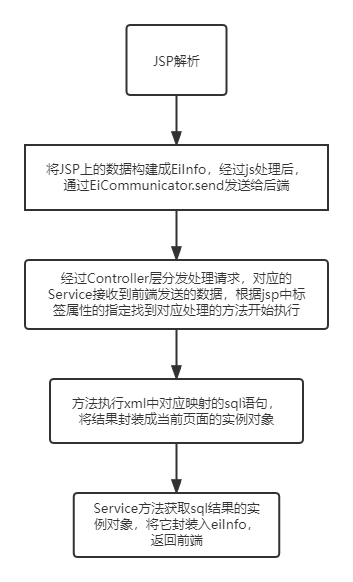 JSP解析
将JSP上的数据构建成EiInfo，经过js处理后，
通过EiCommunicator.send发送给后端
经过Controller层分发处理请求，对应的
Service接收到前端发送的数据，根据jsp中标
签属性的指定找到对应处理的方法开始执行
方法执行xml中对应映射的sql语句，
将结果封装成当前页面的实例对象
Service方法获取sql结果的实
例对象，将它封装入eiInfo，
返回前端